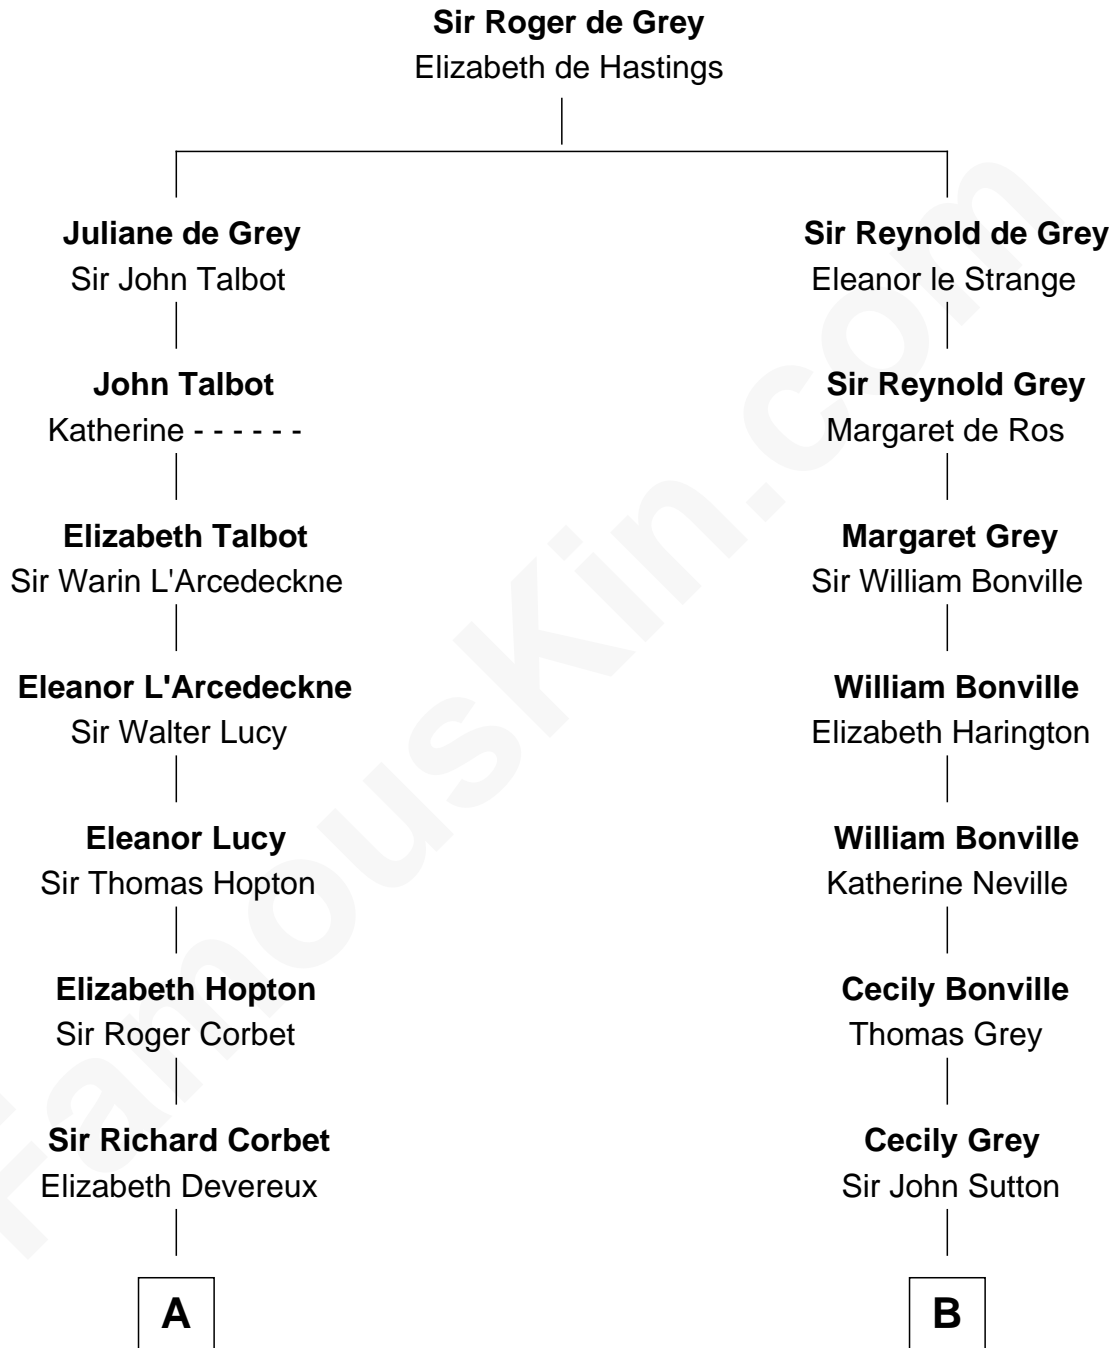 Sir Roger de Grey
Elizabeth de Hastings
Juliane de Grey
Sir John Talbot
Sir Reynold de Grey
Eleanor le Strange
John Talbot
Katherine - - - - - -
Sir Reynold Grey
Margaret de Ros
Elizabeth Talbot
Sir Warin L'Arcedeckne
Margaret Grey
Sir William Bonville
Eleanor L'Arcedeckne
Sir Walter Lucy
William Bonville
Elizabeth Harington
Eleanor Lucy
Sir Thomas Hopton
William Bonville
Katherine Neville
Elizabeth Hopton
Sir Roger Corbet
Cecily Bonville
Thomas Grey
Sir Richard Corbet
Elizabeth Devereux
Cecily Grey
Sir John Sutton
A
B
FamousKin.com